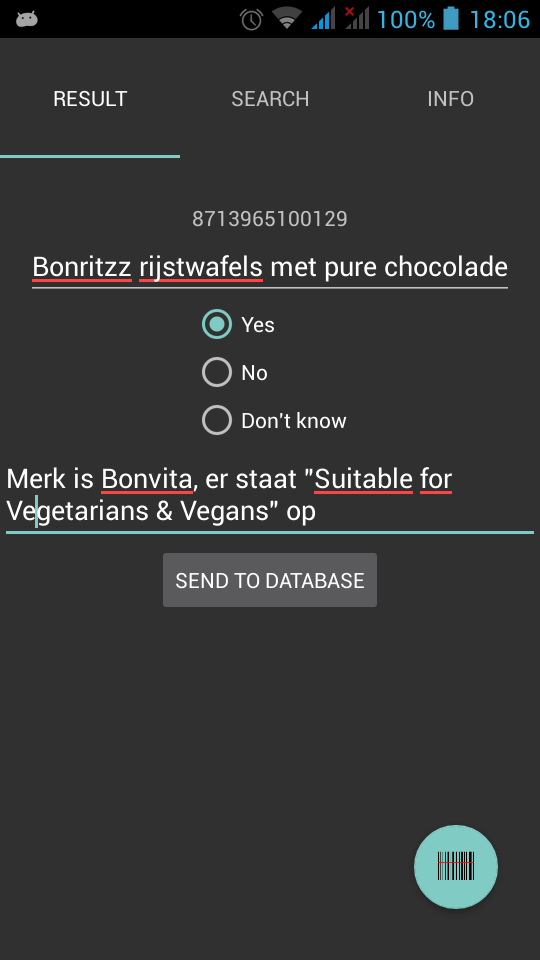 100% 18:06
RESULT SEARCH INFO
8713965100129
Bonritzz rijstwafels met pure chocolade
Yes
No
Don't know
Merk is Bonvita, er staat "Suitable for
Vegetarians & Vegans" op
SEND TO DATABASE